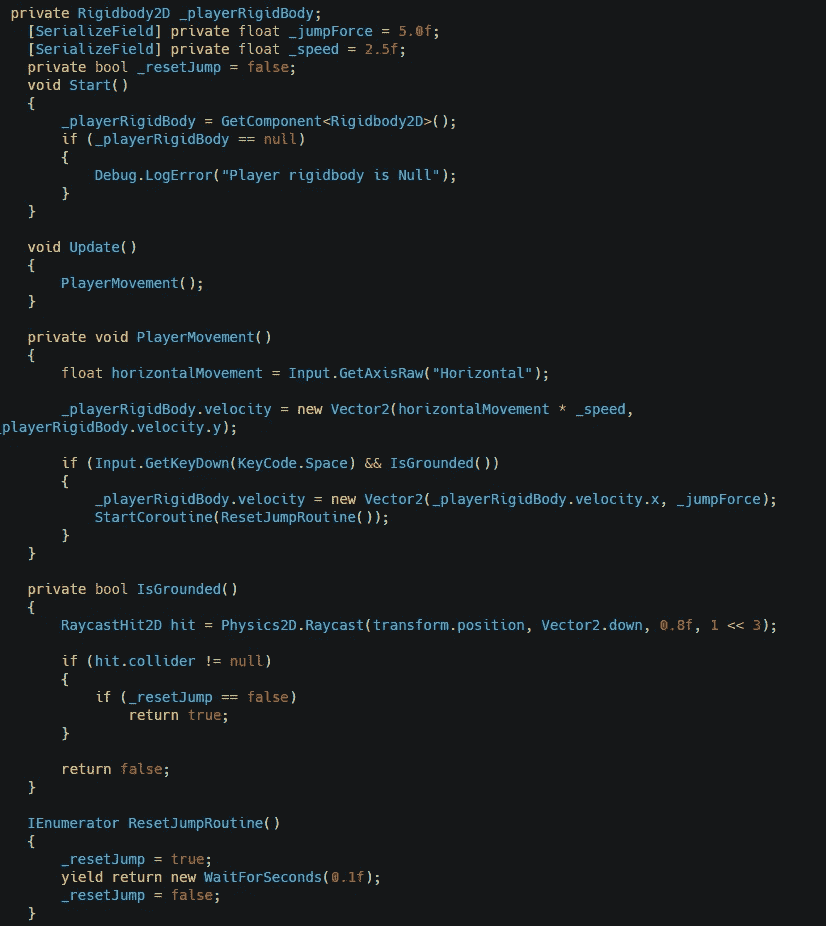 private Rigidbody2D _playerRigidBody;
[SerializeField] private float _jumpForce = 5.0f;
[SerializeField] private float _speed = 2.5f;
private bool _resetJump = false;
void Start()
{
_playerRigidBody = GetComponent<Rigidbody2D>();
if (_playerRigidBody == null)
{
Debug.LogError("Player rigidbody is Null");
}
}
void Update()
{
PlayerMovement();
}
private void PlayerMovement()
{
float horizontalMovement = Input.GetAxisRaw("Horizontal");
_playerRigidBody.velocity = new Vector2(horizontalMovement * _speed,
_playerRigidBody.velocity.y);
if (Input.GetKeyDown(KeyCode.Space) && IsGrounded())
{
_playerRigidBody.velocity = new Vector2(_playerRigidBody.velocity.x, _jumpForce);
StartCoroutine(ResetJumpRoutine());
}
}
private bool IsGrounded()
{
RaycastHit2D hit = Physics2D.Raycast(transform.position, Vector2.down, 0.8f, 1 << 3);
if (hit.collider != null)
{
if (_resetJump == false)
return true;
}
return false;
}
IEnumerator ResetJumpRoutine()
{
_resetJump = true;
yield return new WaitForSeconds(0.1f);
_resetJump = false;
}